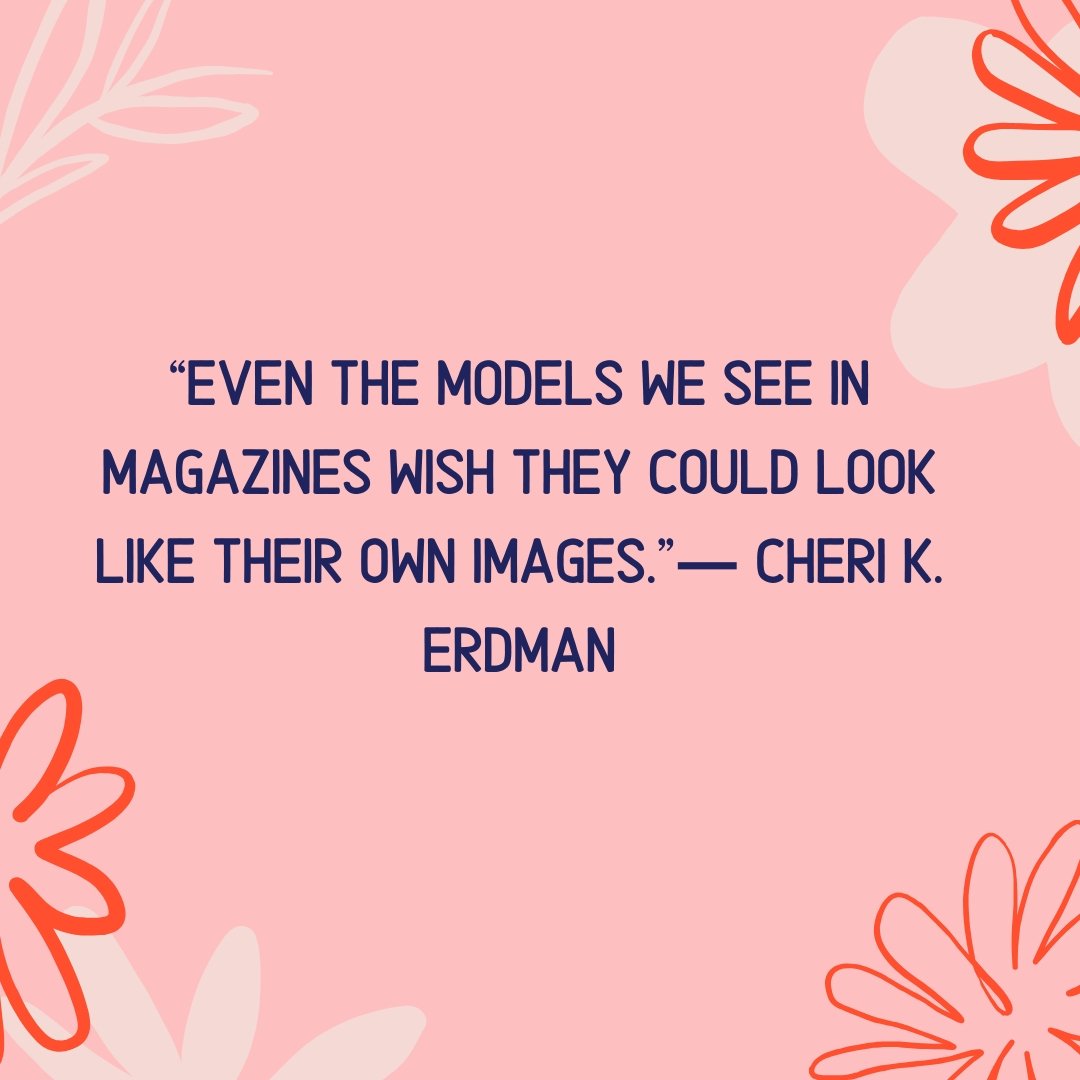 “EVEN THE MODELS WE SEE IN
MAGAZINES WISH THEY COULD LOOK
LIKE THEIR OWN IMAGES.”— CHERI K.
ERDMAN